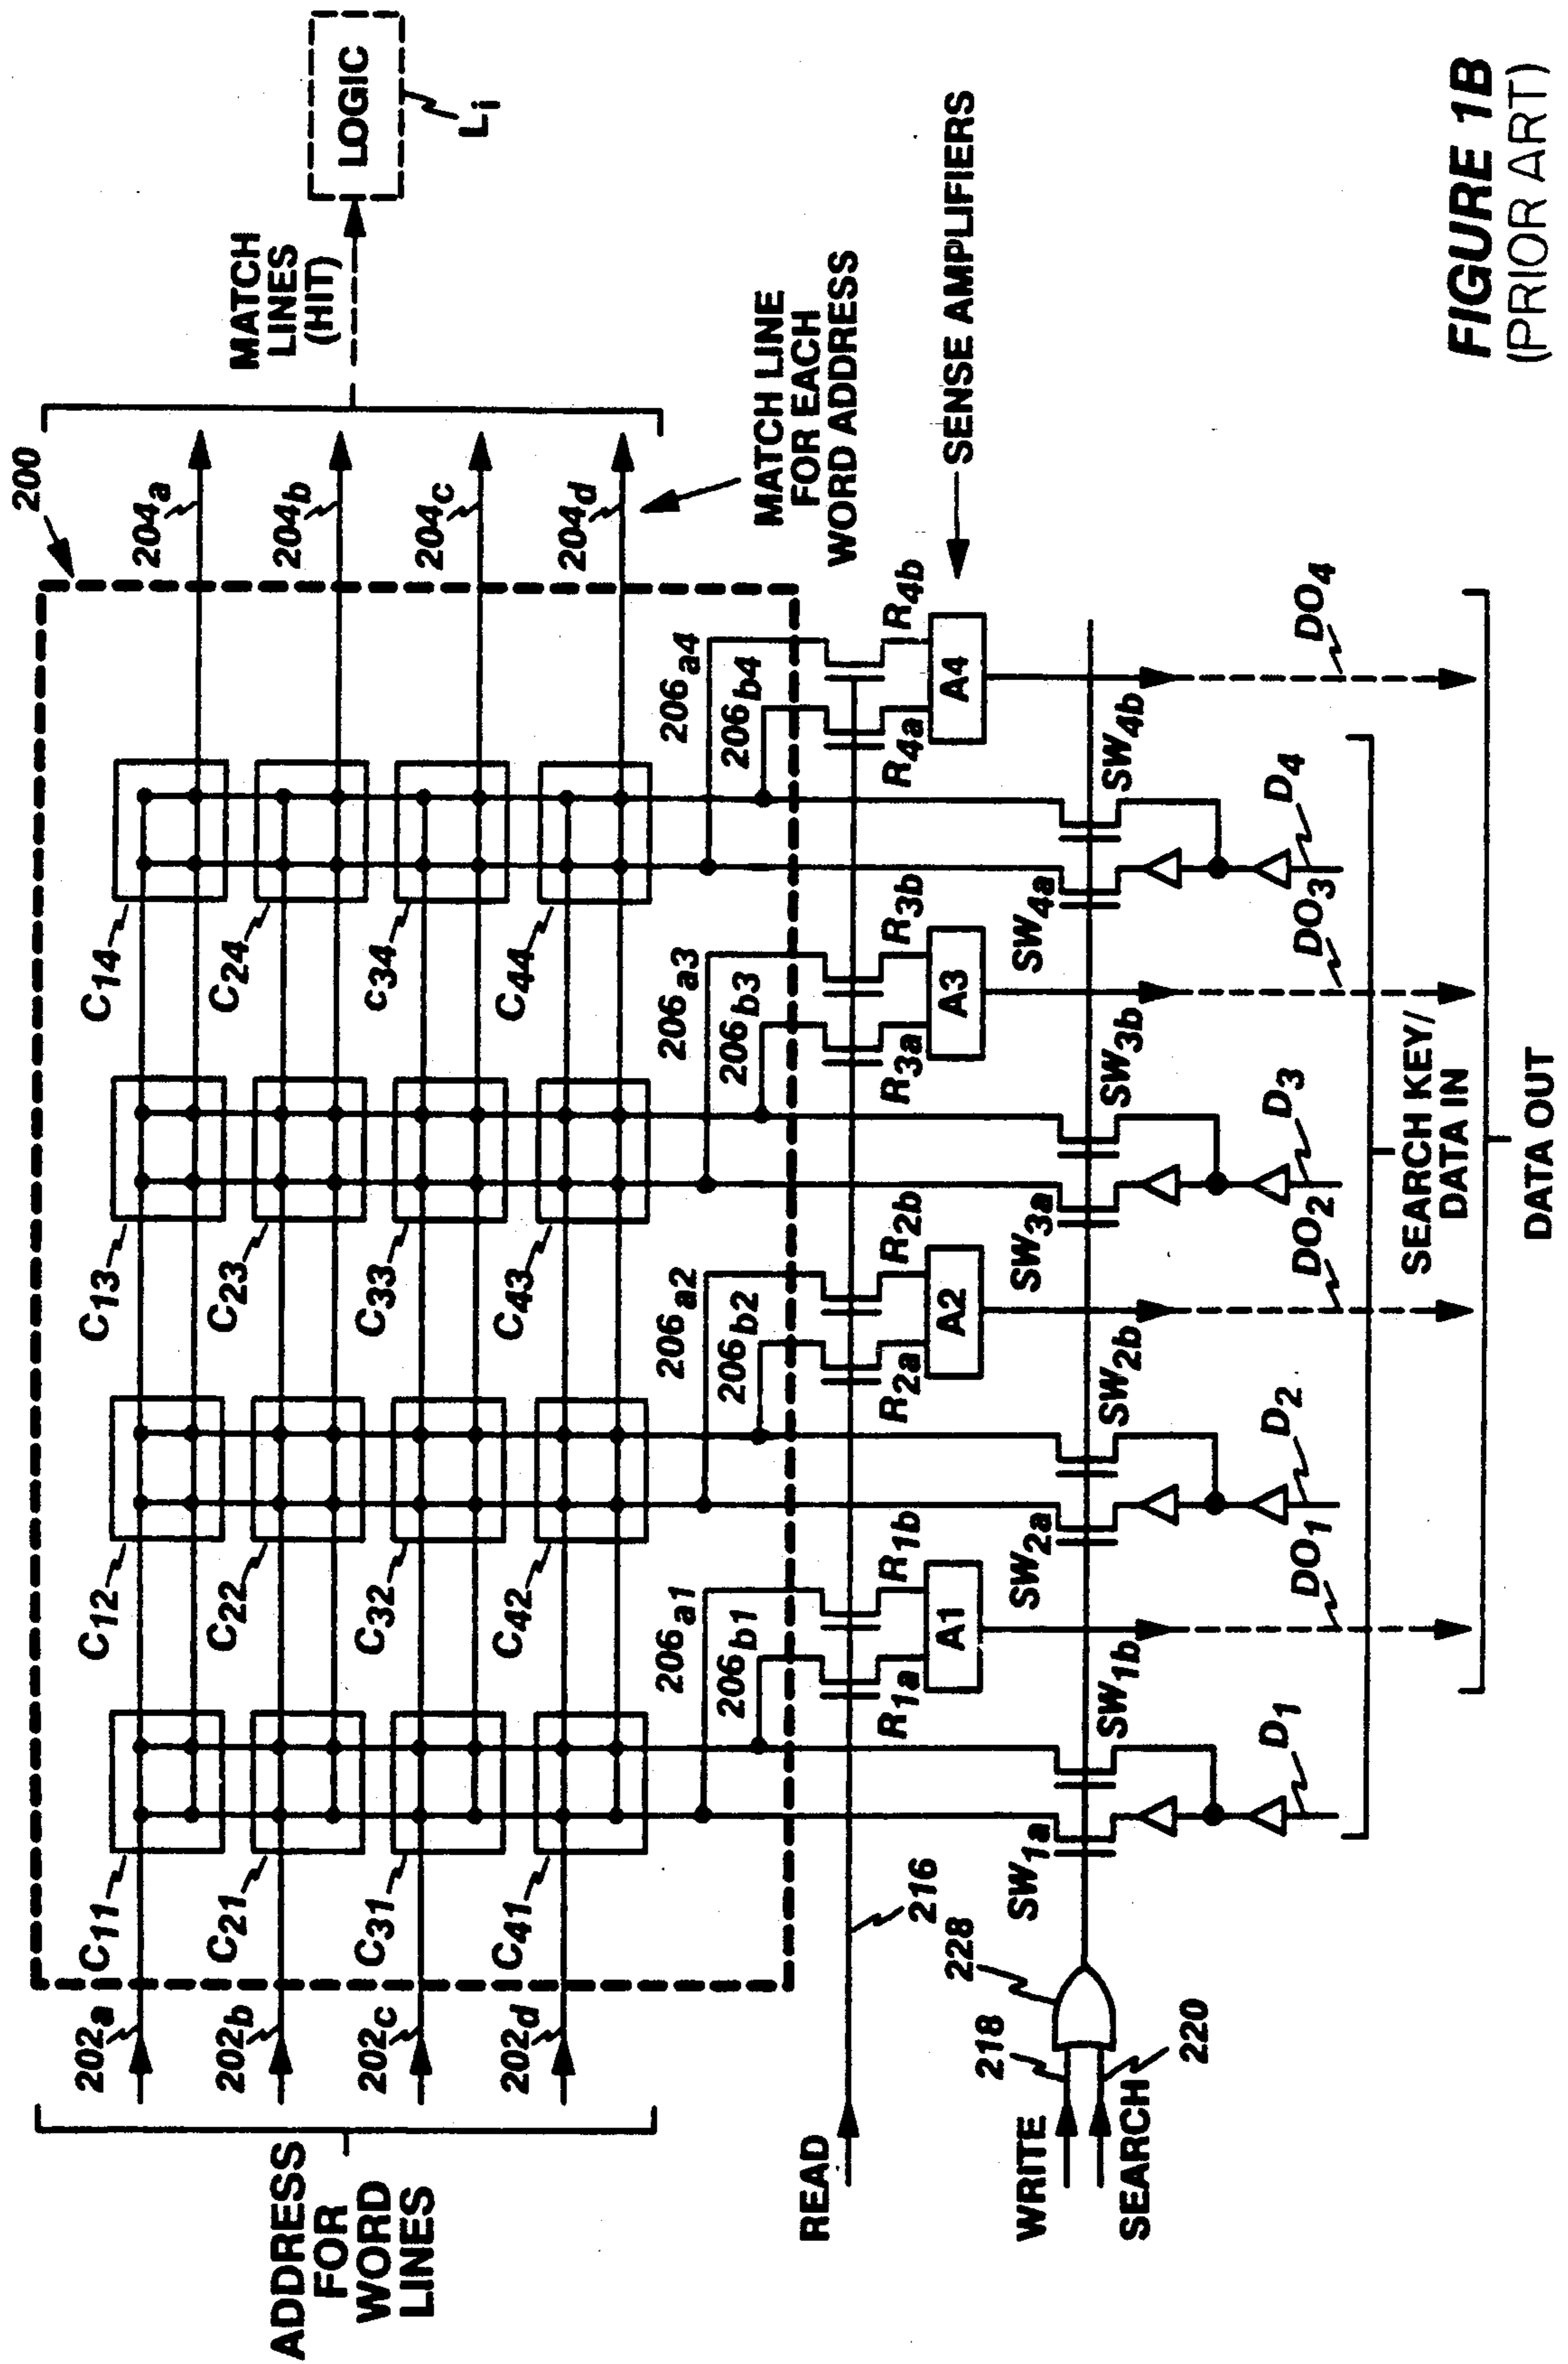 200
204a
204b
204c
204d
MATCH
LINES
(HIT)
LOGIC
Li
ADDRESS
FOR
WORD
LINES
202a
202b
202c
202d
C11
C12
C13
C14
C21
C22
C23
C24
C31
C32
C33
c34
C41
C42
C43
C44
MATCH LINE
FOR EACH
WORD ADDRESS
206a1
206b1
206a2
206b2
206a3
206b3
206a4
206b4
READ
216
R1a
R1b
R2a
R2b
R3a
R3b
R4a
R4b
A1
A2
A3
A4
SENSE AMPLIFIERS
WRITE
218
228
SEARCH
220
SW1a
SW1b
SW2a
SW2b
SW3a
SW3b
SW4a
SW4b
D1
DO1
D2
DO2
D3
DO3
D4
DO4
SEARCH KEY/
DATA IN
DATA OUT
FIGURE 1B
(PRIOR ART)